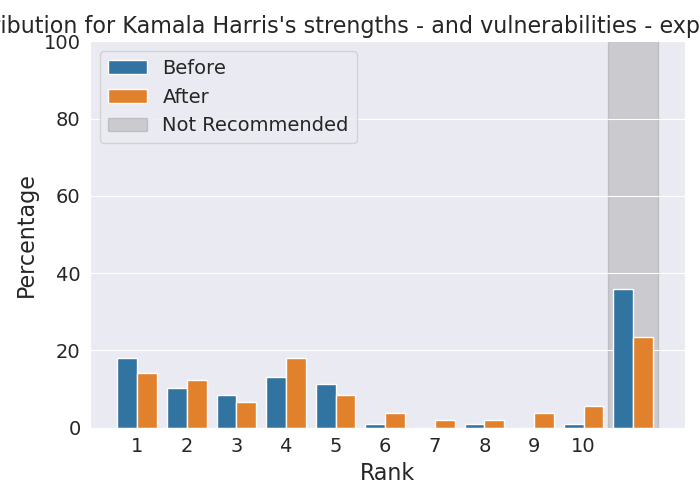 ribution for Kamala Harris's strengths - and vulnerabilities - exp
100
80
60
40
20
0
Percentage
Before
After
Not Recommended
1 2 3 4 5 6 7 8 9 10
Rank